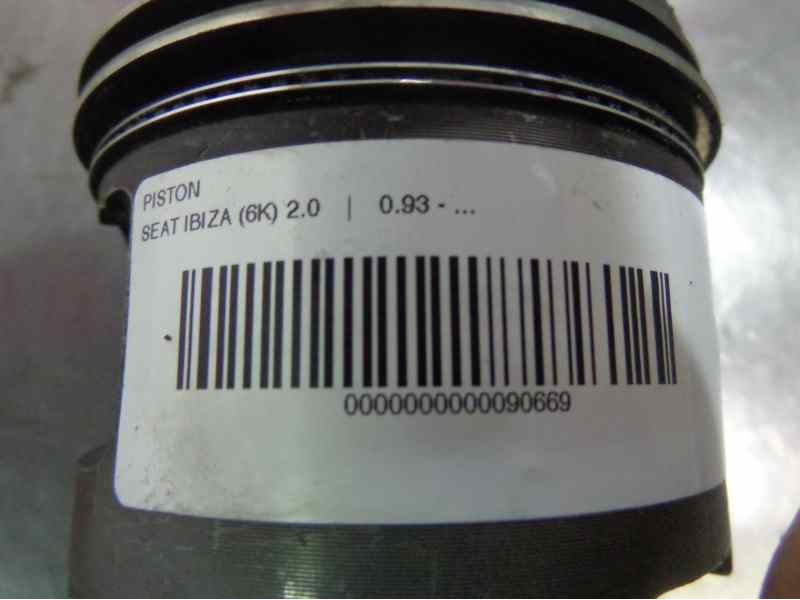 PISTON
SEAT IBIZA (6K) 2.0 | 0.93 - ...
0000000000090669